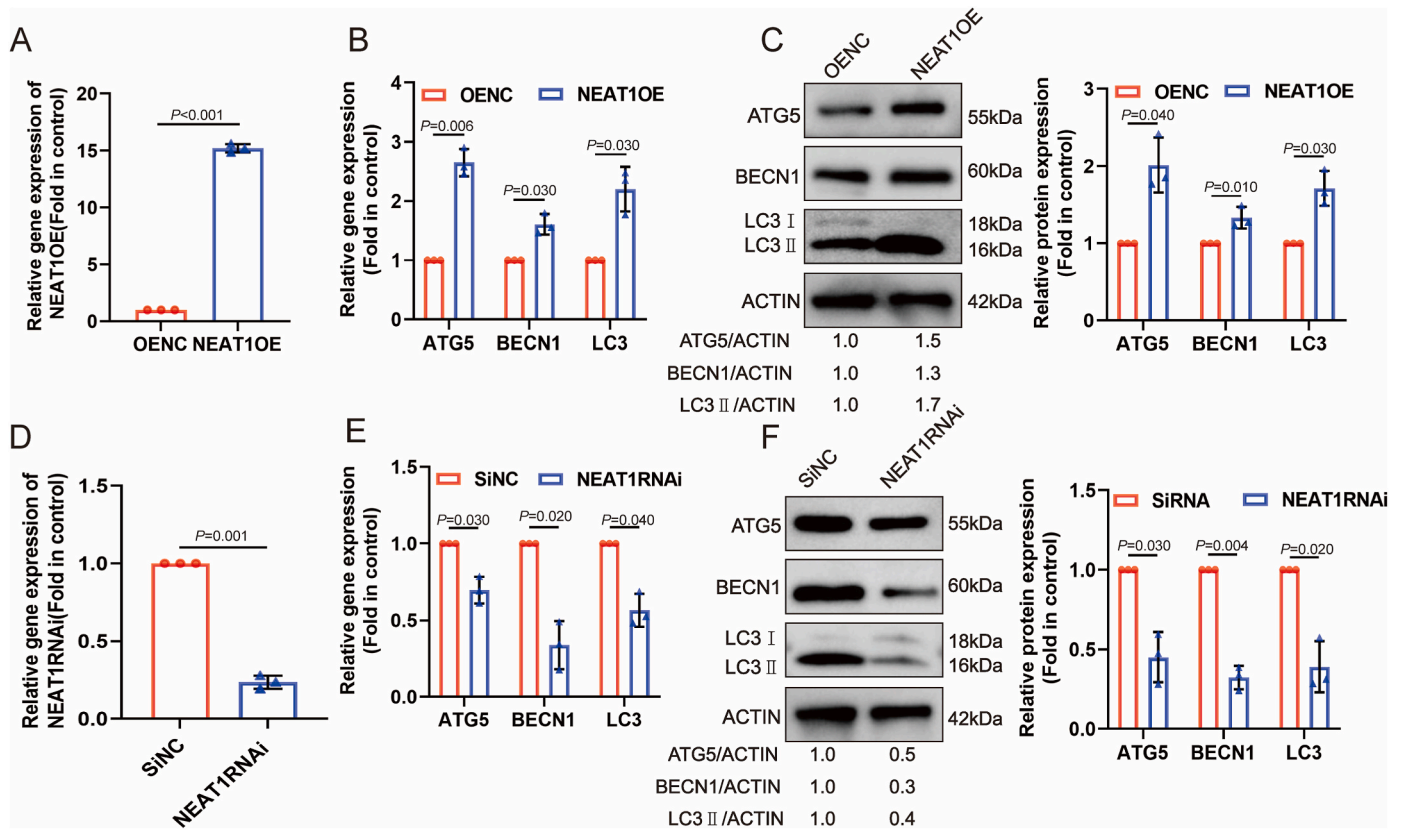 A
Relative gene expression of
NEAT1OE(Fold in control)
20
15
10
5
0
P<0.001
OENC NEAT1OE
B
Relative gene expression
(Fold in control)
4
3
2
1
0
OENC NEAT1OE
P=0.006
P=0.030
P=0.030
ATG5 BECN1 LC3
C
OENC NEAT1OE
ATG5 55kDa
BECN1 60kDa
LC3 Ⅰ 18kDa
LC3 Ⅱ 16kDa
ACTIN 42kDa
ATG5/ACTIN 1.0 1.5
BECN1/ACTIN 1.0 1.3
LC3Ⅱ/ACTIN 1.0 1.7
Relative protein expression
(Fold in control)
3
2
1
0
OENC NEAT1OE
P=0.040
P=0.010
P=0.030
ATG5 BECN1 LC3
D
Relative gene expression of
NEAT1RNAi(Fold in control)
1.5
1.0
0.5
0.0
P=0.001
SiNC NEAT1RNAi
E
Relative gene expression
(Fold in control)
1.5
1.0
0.5
0.0
SiNC NEAT1RNAi
P=0.030 P=0.020 P=0.040
ATG5 BECN1 LC3
F
SiNC NEAT1RNAi
ATG5 55kDa
BECN1 60kDa
LC3 Ⅰ 18kDa
LC3 Ⅱ 16kDa
ACTIN 42kDa
ATG5/ACTIN 1.0 0.5
BECN1/ACTIN 1.0 0.3
LC3Ⅱ/ACTIN 1.0 0.4
Relative protein expression
(Fold in control)
1.5
1.0
0.5
0.0
SiRNA NEAT1RNAi
P=0.030 P=0.004 P=0.020
ATG5 BECN1 LC3